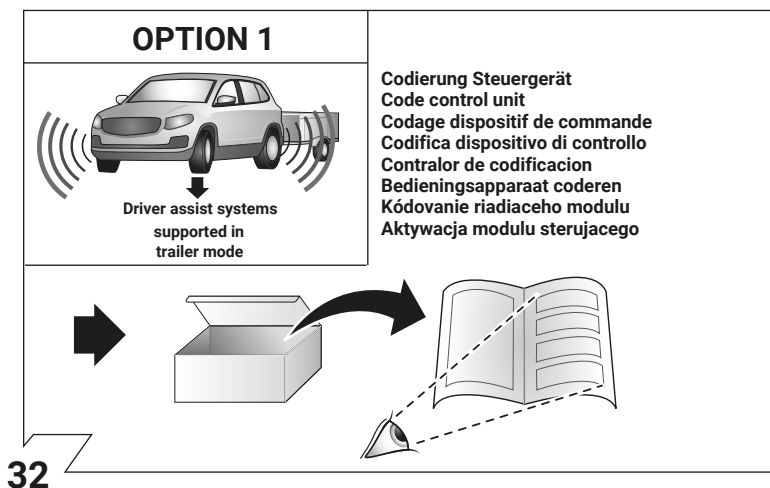 OPTION 1
Driver assist systems
supported in
trailer mode
Codierung Steuergerät
Code control unit
Codage dispositif de commande
Codifica dispositivo di controllo
Contralor de codificacion
Bedieningsapparaat coderen
Kódovanie riadiaceho modulu
Aktywacja modulu sterujacego
32